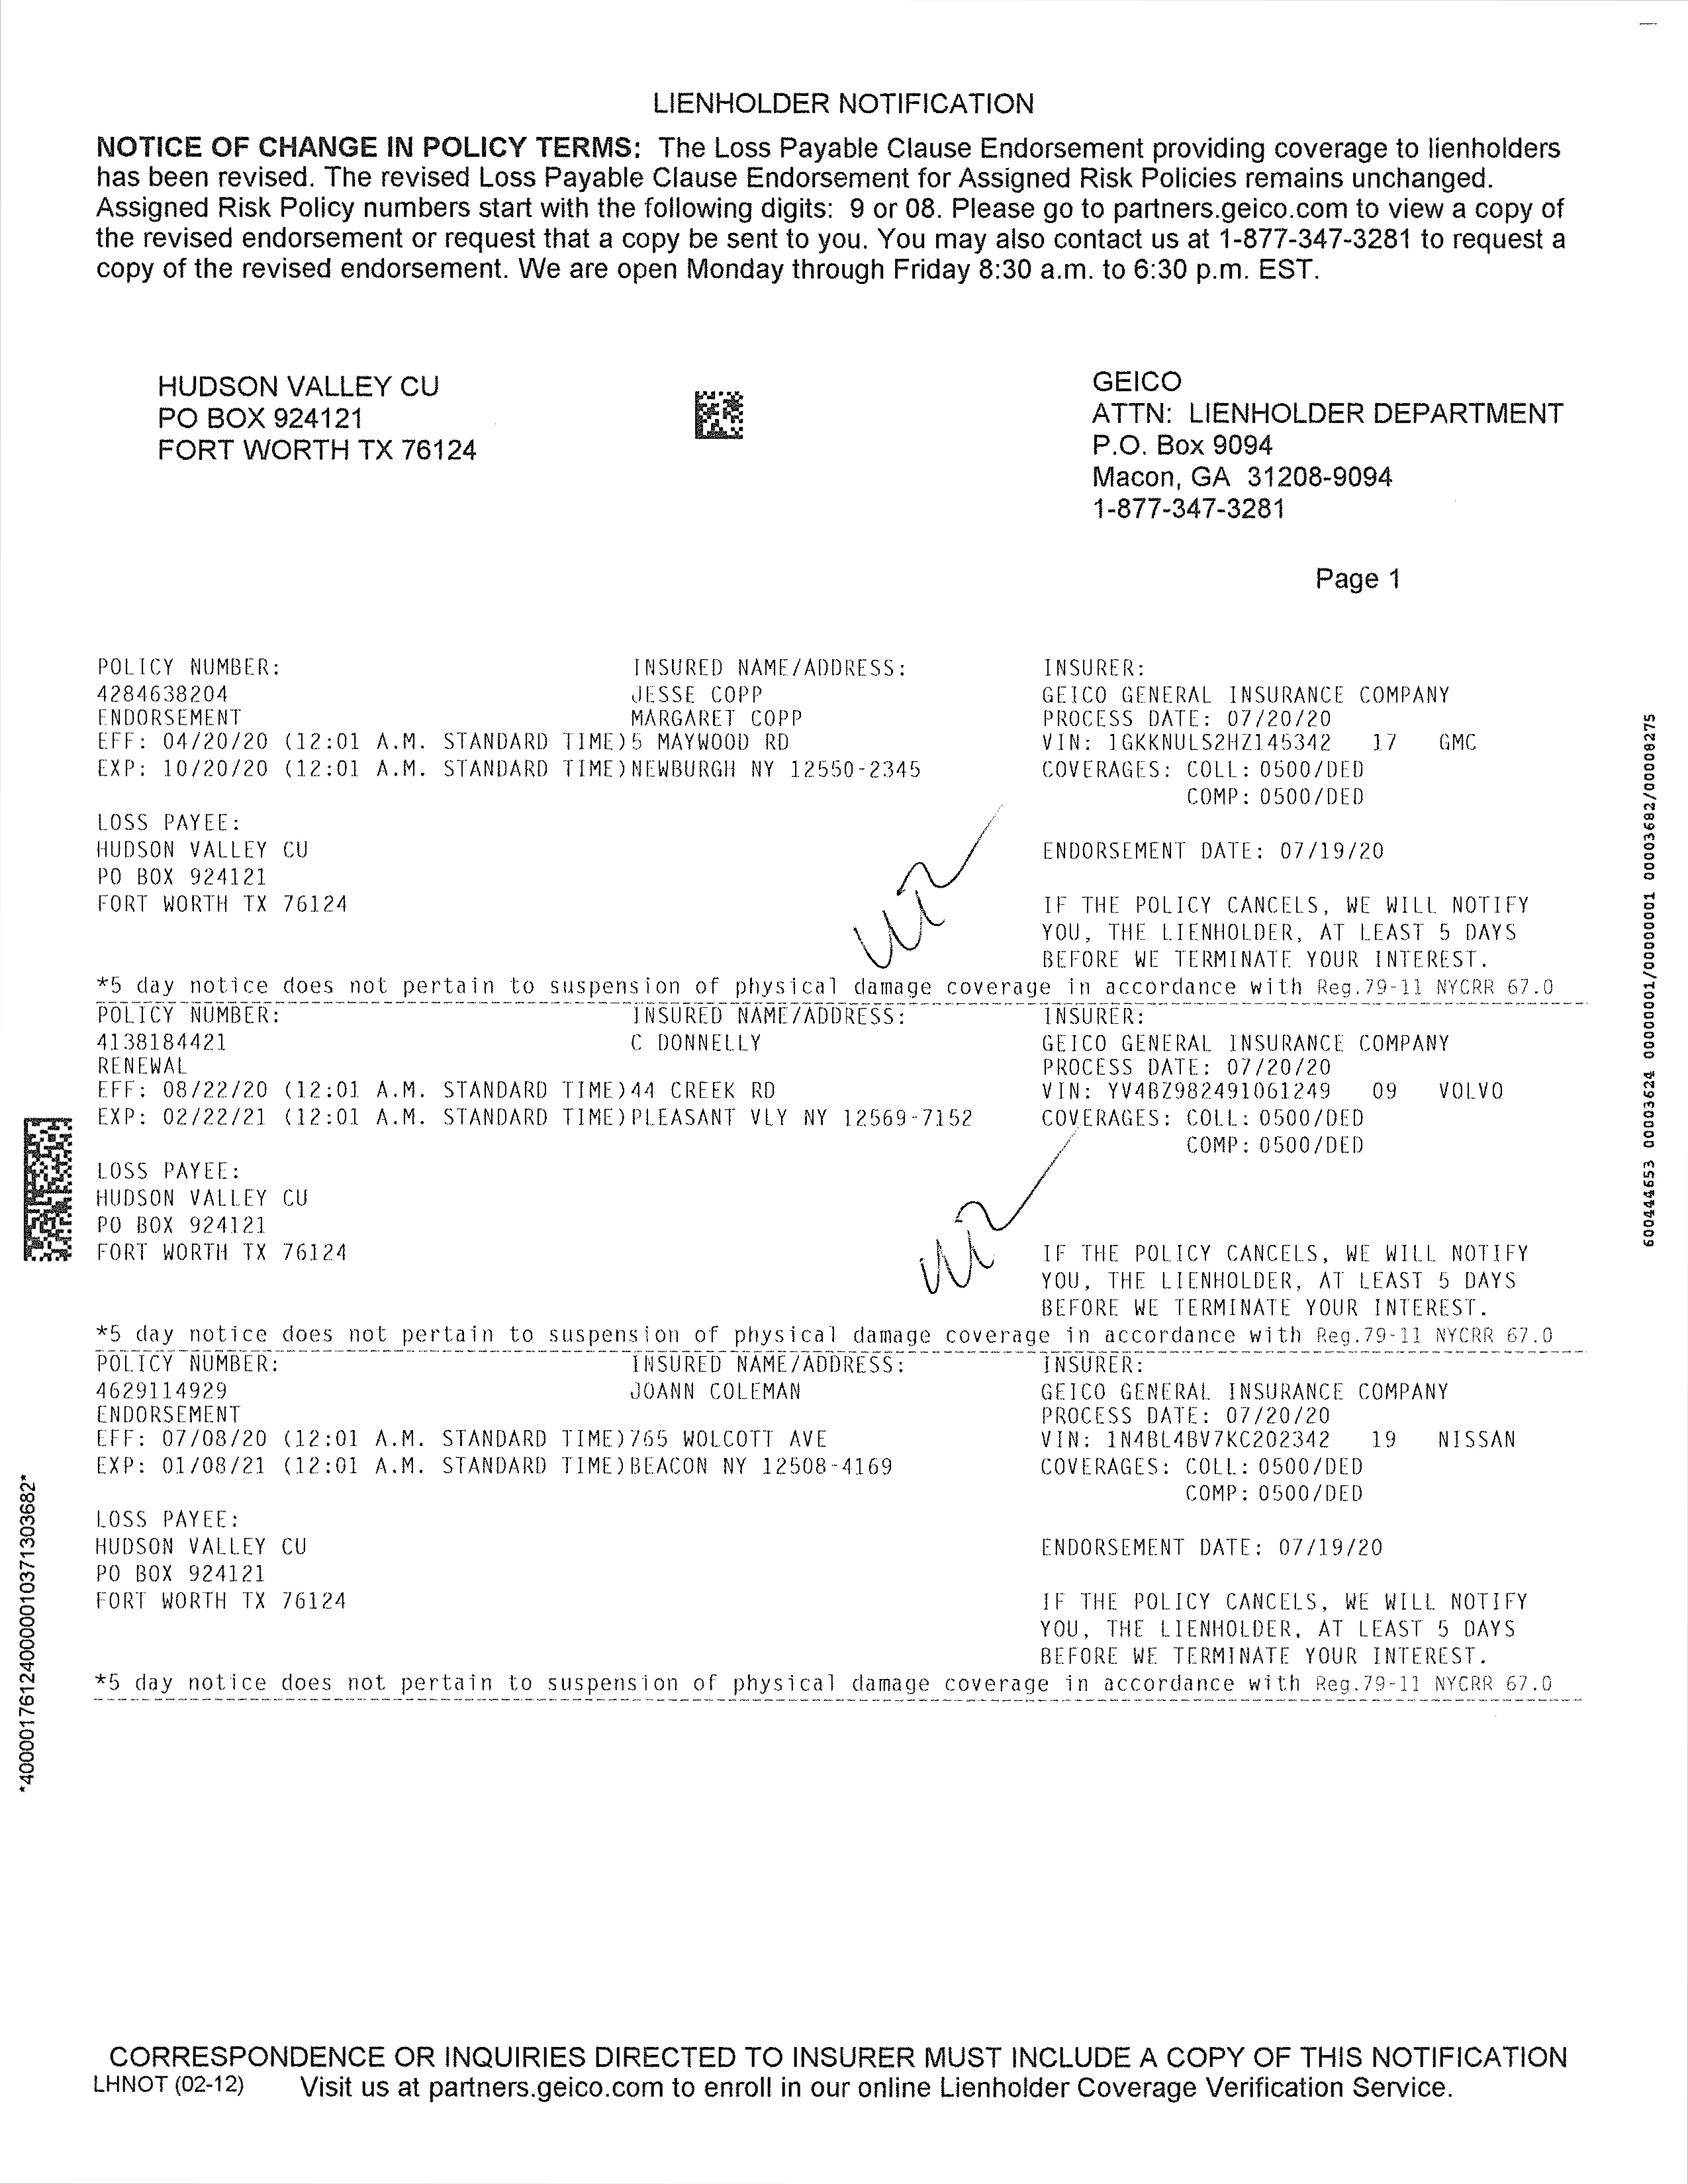 LIENHOLDER NOTIFICATION
NOTICE OF CHANGE IN POLICY TERMS: The Loss Payable Clause Endorsement providing coverage to lienholders
has been revised. The revised Loss Payable Clause Endorsement for Assigned Risk Policies remains unchanged.
Assigned Risk Policy numbers start with the following digits: 9 or 08. Please go to partners.geico.com to view a copy of
the revised endorsement or request that a copy be sent to you. You may also contact us at 1-877-347-3281 to request a
copy of the revised endorsement. We are open Monday through Friday 8:30 a.m. to 6:30 p.m. EST.
HUDSON VALLEY CU
PO BOX 924121
FORT WORTH TX 76124
GEICO
ATTN: LIENHOLDER DEPARTMENT
P.O. Box 9094
Macon, GA 31208-9094
1-877-347-3281
Page 1
POLICY NUMBER: INSURED NAME/ADDRESS: INSURER:
4284638204 JESSE COPP GEICO GENERAL INSURANCE COMPANY
ENDORSEMENT MARGARET COPP PROCESS DATE: 07/20/20
EFF: 04/20/20 (12:01 A.M. STANDARD TIME)5 MAYWOOD RD VIN: 1GKKNULS2HZ145342 17 GMC
EXP: 10/20/20 (12:01 A.M. STANDARD TIME)NEWBURGH NY 12550-2345 COVERAGES: COLL: 0500/DED
COMP: 0500/DED
LOSS PAYEE:
HUDSON VALLEY CU ENDORSEMENT DATE: 07/19/20
PO BOX 924121
FORT WORTH TX 76124 IF THE POLICY CANCELS, WE WILL NOTIFY
YOU, THE LIENHOLDER, AT LEAST 5 DAYS
BEFORE WE TERMINATE YOUR INTEREST.
*5 day notice does not pertain to suspension of physical damage coverage in accordance with Reg.79-11 NYCRR 67.0
POLICY NUMBER: INSURED NAME/ADDRESS: INSURER:
4138184421 C DONNELLY GEICO GENERAL INSURANCE COMPANY
RENEWAL PROCESS DATE: 07/20/20
EFF: 08/22/20 (12:01 A.M. STANDARD TIME)44 CREEK RD VIN: YV4BZ982491061249 09 VOLVO
EXP: 02/22/21 (12:01 A.M. STANDARD TIME)PLEASANT VLY NY 12569-7152 COVERAGES: COLL: 0500/DED
COMP: 0500/DED
LOSS PAYEE:
HUDSON VALLEY CU
PO BOX 924121
FORT WORTH TX 76124 IF THE POLICY CANCELS, WE WILL NOTIFY
YOU, THE LIENHOLDER, AT LEAST 5 DAYS
BEFORE WE TERMINATE YOUR INTEREST.
*5 day notice does not pertain to suspension of physical damage coverage in accordance with Reg.79-11 NYCRR 67.0
POLICY NUMBER: INSURED NAME/ADDRESS: INSURER:
4629114929 JOANN COLEMAN GEICO GENERAL INSURANCE COMPANY
ENDORSEMENT PROCESS DATE: 07/20/20
EFF: 07/08/20 (12:01 A.M. STANDARD TIME)765 WOLCOTT AVE VIN: 1N4BL4BV7KC202342 19 NISSAN
EXP: 01/08/21 (12:01 A.M. STANDARD TIME)BEACON NY 12508-4169 COVERAGES: COLL: 0500/DED
COMP: 0500/DED
LOSS PAYEE:
HUDSON VALLEY CU ENDORSEMENT DATE: 07/19/20
PO BOX 924121
FORT WORTH TX 76124 IF THE POLICY CANCELS, WE WILL NOTIFY
YOU, THE LIENHOLDER, AT LEAST 5 DAYS
BEFORE WE TERMINATE YOUR INTEREST.
*5 day notice does not pertain to suspension of physical damage coverage in accordance with Reg.79-11 NYCRR 67.0
CORRESPONDENCE OR INQUIRIES DIRECTED TO INSURER MUST INCLUDE A COPY OF THIS NOTIFICATION
LHNOT (02-12) Visit us at partners.geico.com to enroll in our online Lienholder Coverage Verification Service.
600444653 00003624 00000001/00000001 00003682/00008275